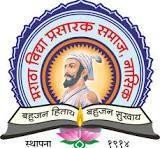 मराठा विद्या प्रसारक समाज, नाशिक
बहुजन हिताय बहुजन सुखाय
स्थापना १९१४